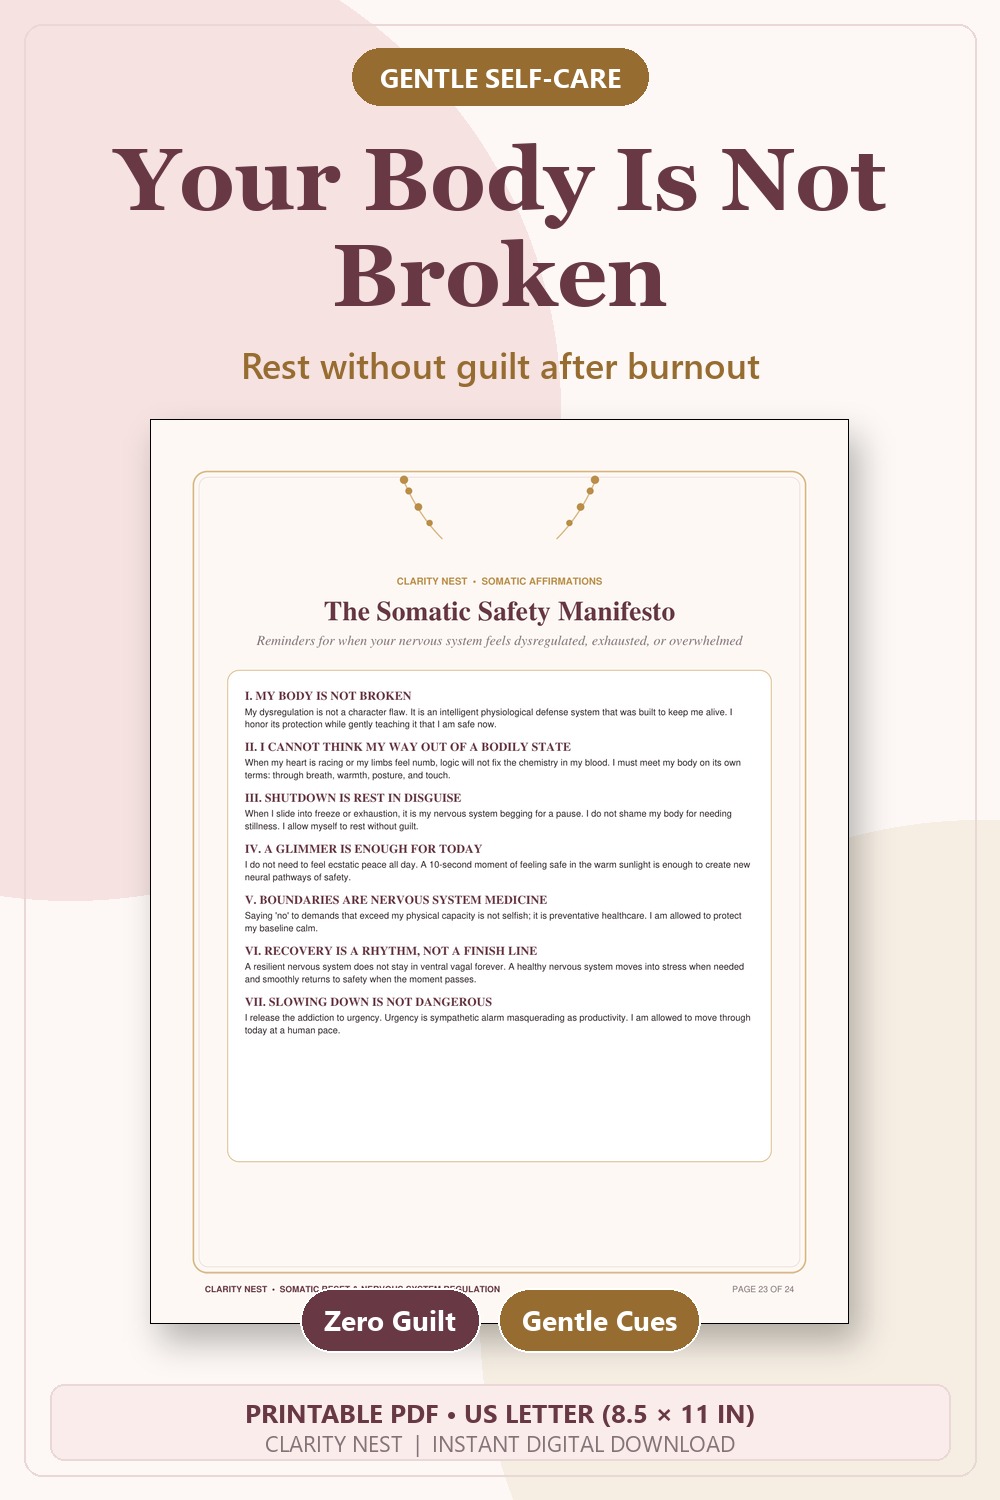 GENTLE SELF-CARE
Your Body Is Not
Broken
Rest without guilt after burnout
CLARITY NEST • SOMATIC AFFIRMATIONS
The Somatic Safety Manifesto
Reminders for when your nervous system feels dysregulated, exhausted, or overwhelmed
I. MY BODY IS NOT BROKEN
My dysregulation is not a character flaw. It is an intelligent physiological defense system that was built to keep me alive. I
honor its protection while gently teaching it that I am safe now.
II. I CANNOT THINK MY WAY OUT OF A BODILY STATE
When my heart is racing or my limbs feel numb, logic will not fix the chemistry in my blood. I must meet my body on its own
terms: through breath, warmth, posture, and touch.
III. SHUTDOWN IS REST IN DISGUISE
When I slide into freeze or exhaustion, it is my nervous system begging for a pause. I do not shame my body for needing
stillness. I allow myself to rest without guilt.
IV. A GLIMMER IS ENOUGH FOR TODAY
I do not need to feel ecstatic peace all day. A 10-second moment of feeling safe in the warm sunlight is enough to create new
neural pathways of safety.
V. BOUNDARIES ARE NERVOUS SYSTEM MEDICINE
Saying 'no' to demands that exceed my physical capacity is not selfish; it is preventative healthcare. I am allowed to protect
my baseline calm.
VI. RECOVERY IS A RHYTHM, NOT A FINISH LINE
A resilient nervous system does not stay in ventral vagal forever. A healthy nervous system moves into stress when needed
and smoothly returns to safety when the moment passes.
VII. SLOWING DOWN IS NOT DANGEROUS
I release the addiction to urgency. Urgency is sympathetic alarm masquerading as productivity. I am allowed to move through
today at a human pace.
CLARITY NEST • SOMATIC RESET & NERVOUS SYSTEM REGULATION
PAGE 23 OF 24
Zero Guilt
Gentle Cues
PRINTABLE PDF • US LETTER (8.5 × 11 IN)
CLARITY NEST | INSTANT DIGITAL DOWNLOAD